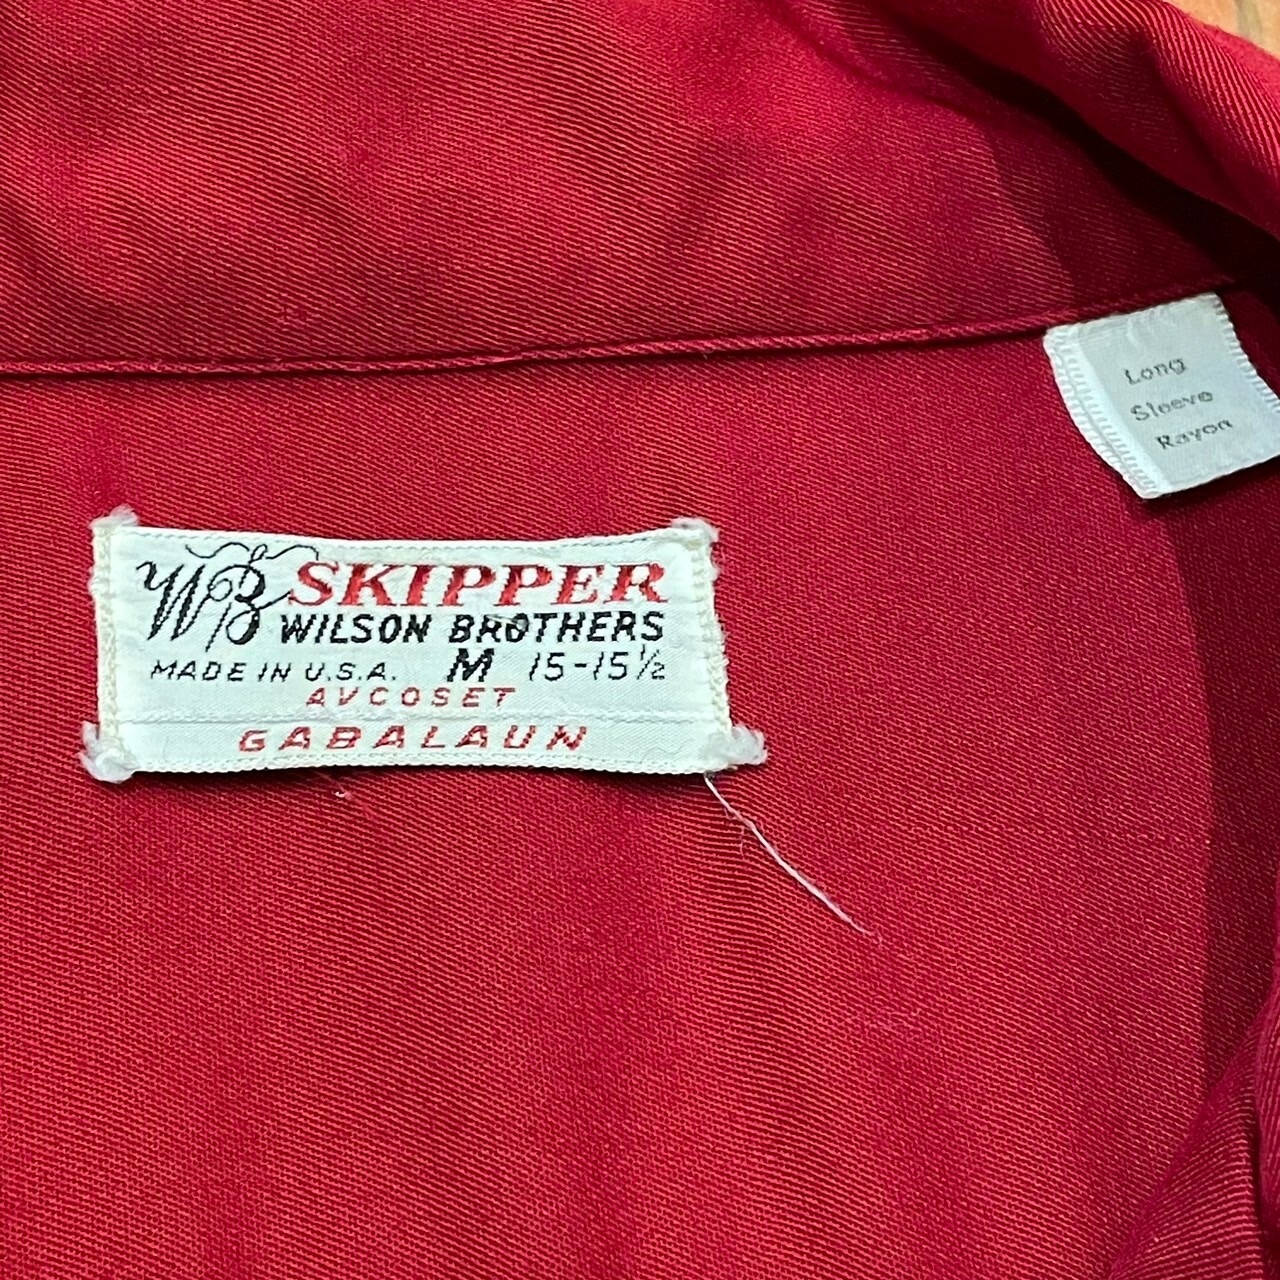 WB SKIPPER
WILSON BROTHERS
MADE IN U.S.A. M 15-15½
AVCOSET
GABALAUN
Long
Sleeve
Rayon